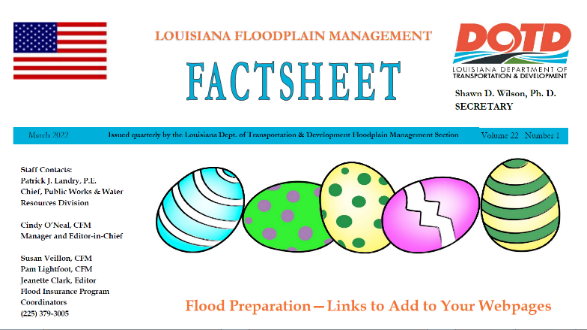 LOUISIANA FLOODPLAIN MANAGEMENT
FACTSHEET
DOTD
LOUISIANA DEPARTMENT OF
TRANSPORTATION & DEVELOPMENT
Shawn D. Wilson, Ph. D.
SECRETARY
March 2022 Issued quarterly by the Louisiana Dept. of Transportation & Development Floodplain Management Section Volume 22 Number 1
Staff Contacts:
Patrick J. Landry, P.E.
Chief, Public Works & Water
Resources Division
Cindy O'Neal, CFM
Manager and Editor-in-Chief
Susan Veillon, CFM
Pam Lightfoot, CFM
Jeanette Clark, Editor
Flood Insurance Program
Coordinators
(225) 379-3005
Flood Preparation—Links to Add to Your Webpages